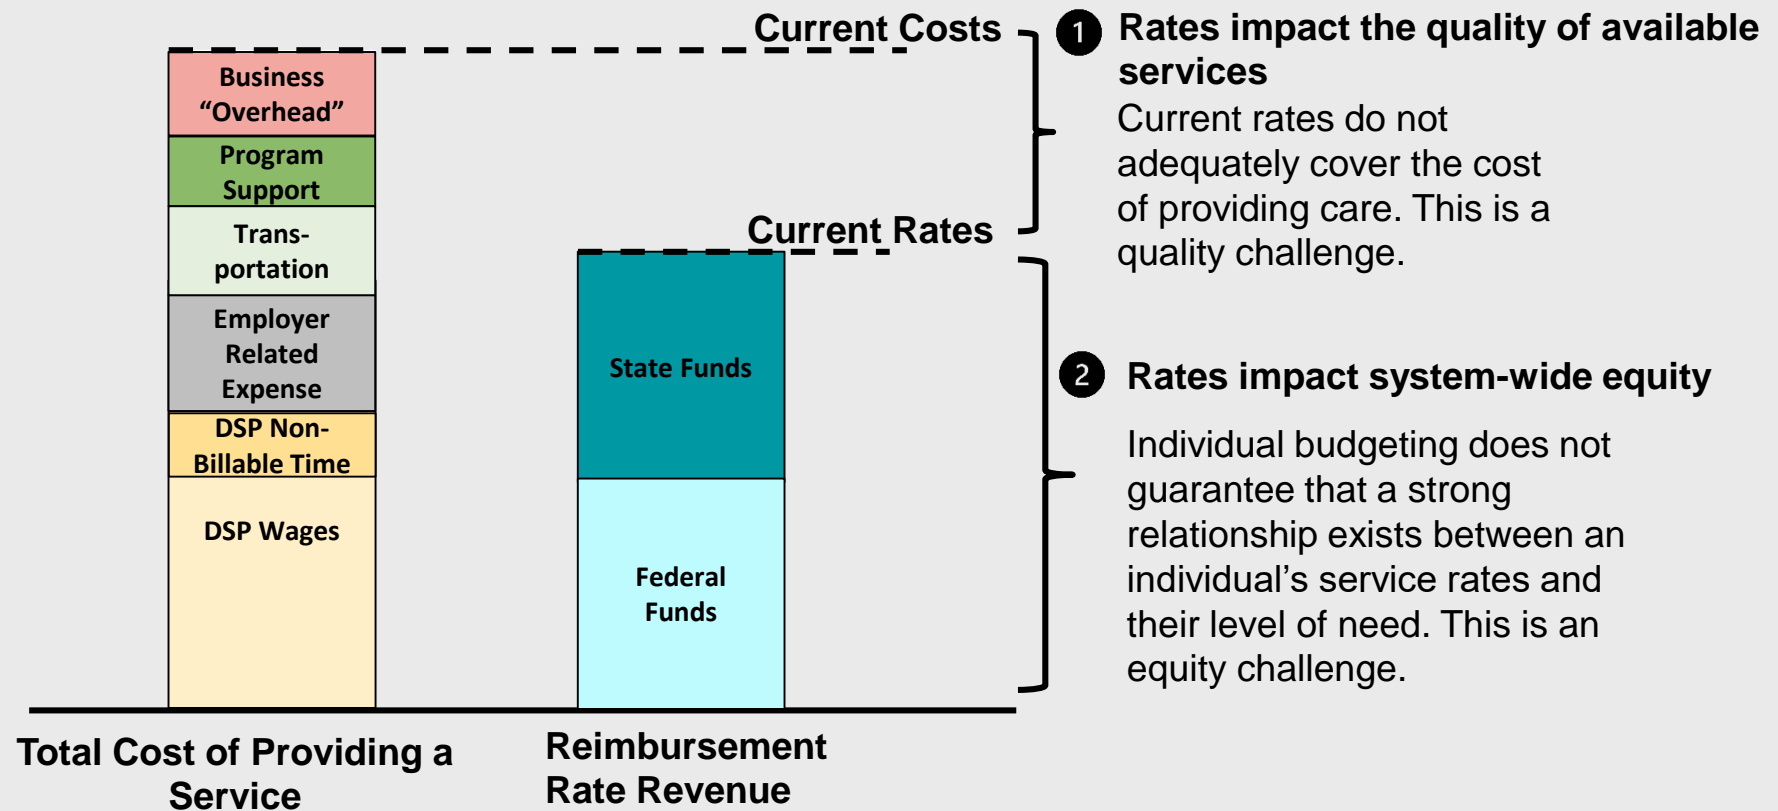 Current Costs
Business
“Overhead”
Program
Support
Trans-
portation
Employer
Related
Expense
DSP Non-
Billable Time
DSP Wages
Total Cost of Providing a
Service
Current Rates
State Funds
Federal
Funds
Reimbursement
Rate Revenue
1 Rates impact the quality of available
services
Current rates do not
adequately cover the cost
of providing care. This is a
quality challenge.
2 Rates impact system-wide equity
Individual budgeting does not
guarantee that a strong
relationship exists between an
individual’s service rates and
their level of need. This is an
equity challenge.